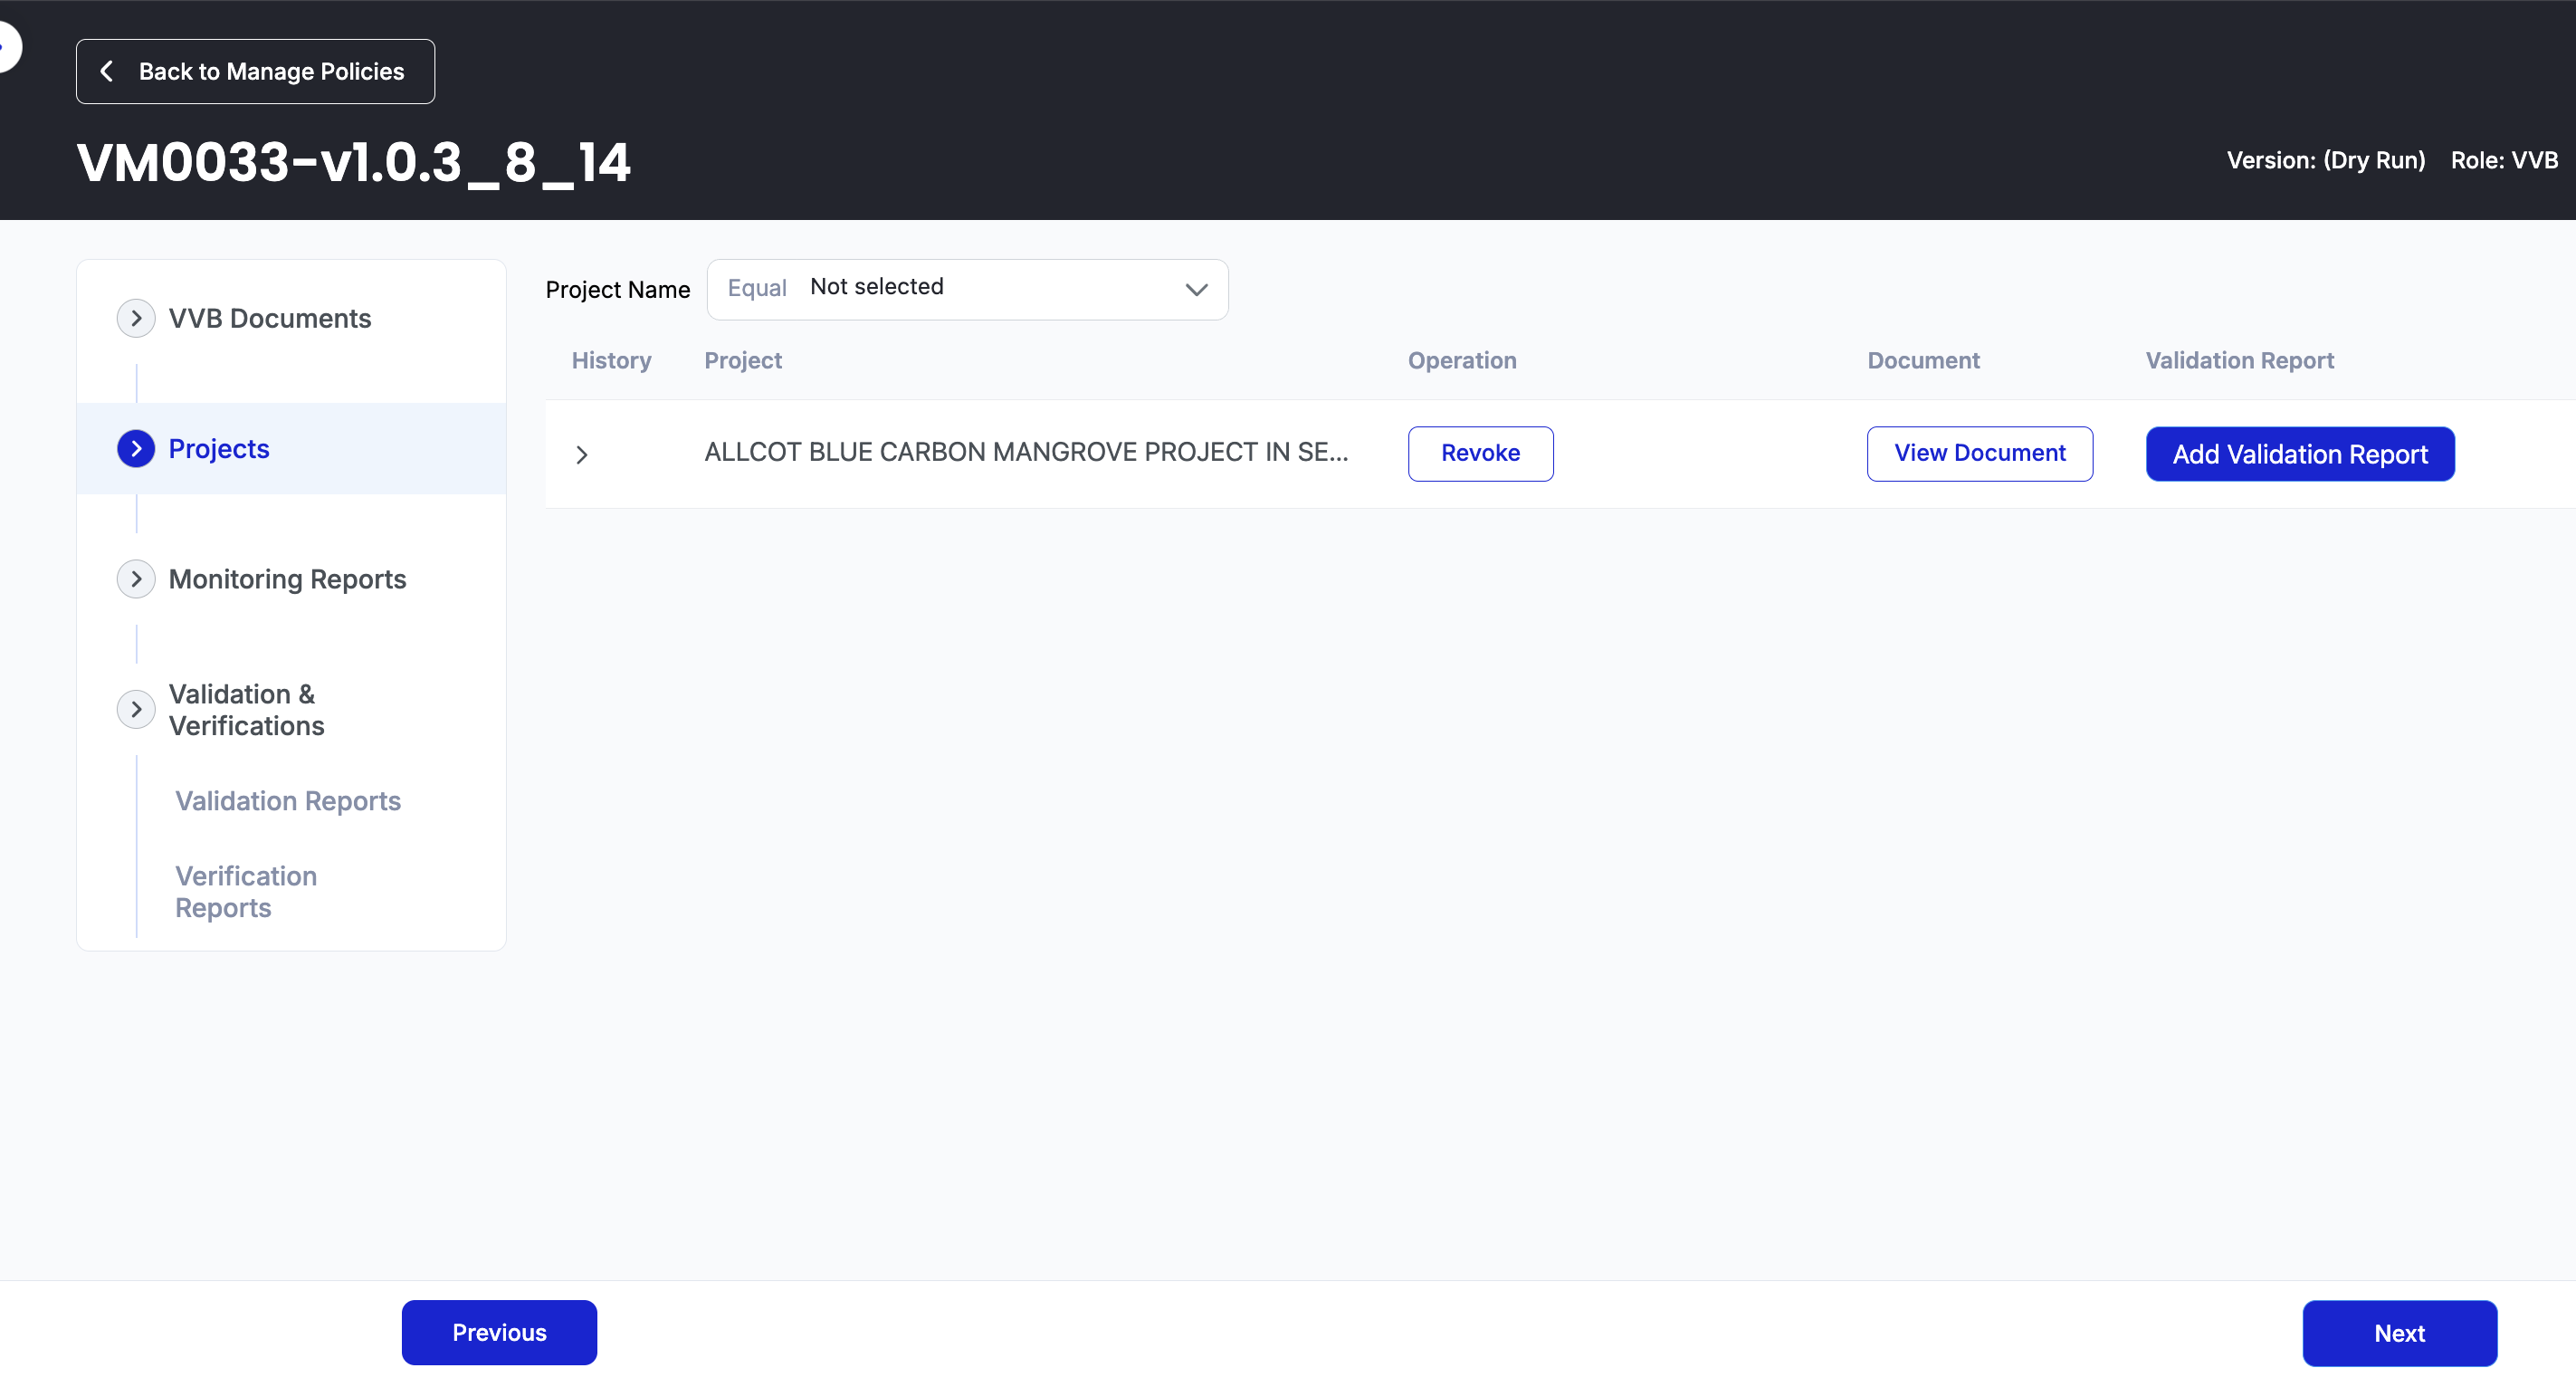 Back to Manage Policies
VM0033-v1.0.3_8_14
Version: (Dry Run) Role: VVB
VVB Documents
Projects
Monitoring Reports
Validation &
Verifications
Validation Reports
Verification
Reports
Project Name Equal Not selected
History Project Operation Document Validation Report
ALLCOT BLUE CARBON MANGROVE PROJECT IN SE... Revoke View Document Add Validation Report
Previous Next